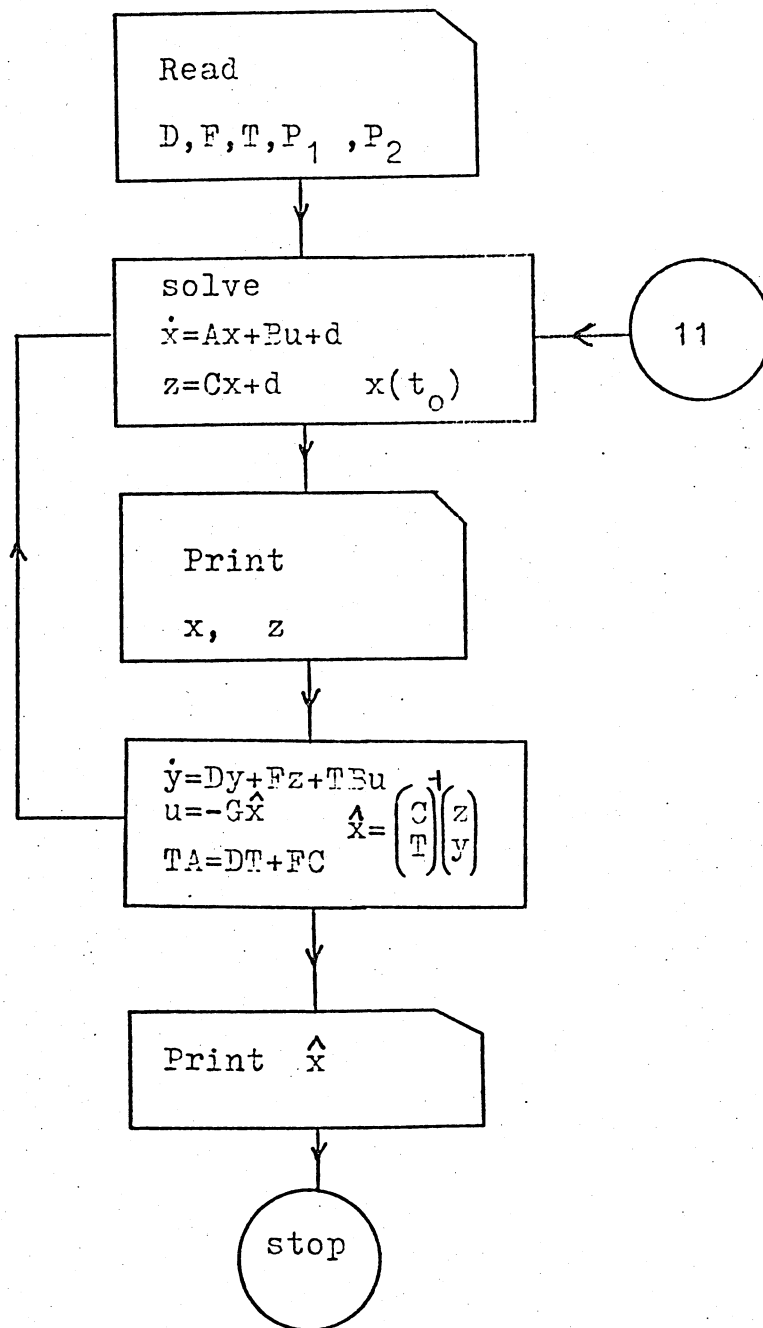 Read
D,F,T,P₁ ,P₂
solve
ẋ=Ax+Bu+d
z=Cx+d x(t₀)
11
Print
x, z
ẏ=Dy+Fz+TBu
u=-Gx̂ x̂=(C T)⁻¹(z y)
TA=DT+FC
Print x̂
stop